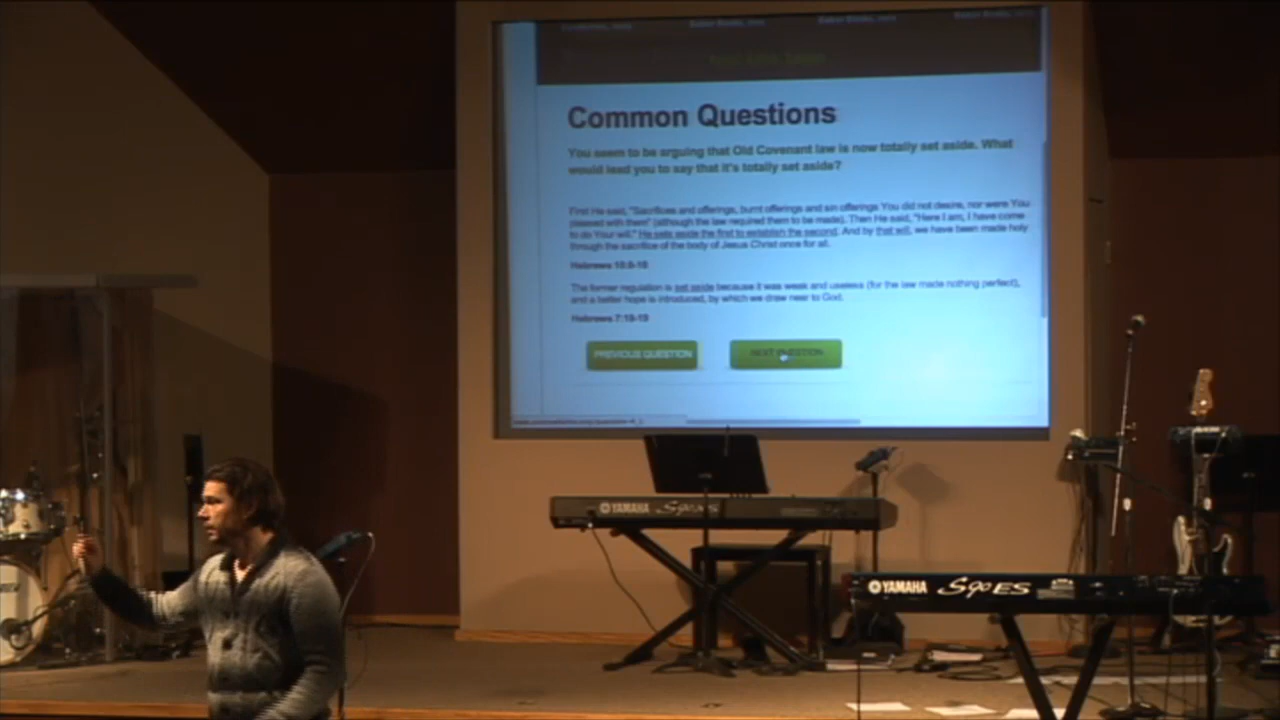 Common Questions
You seem to be arguing that Old Covenant law is now totally set aside. What
would lead you to say that it's totally set aside?
First He said, "Sacrifices and offerings, burnt offerings and sin offerings You did not desire, nor were You
pleased with them" (although the law required them to be made). Then He said, "Here I am, I have come
to do Your will." He sets aside the first to establish the second. And by that will, we have been made holy
through the sacrifice of the body of Jesus Christ once for all.
Hebrews 10:8-10
The former regulation is set aside because it was weak and useless (for the law made nothing perfect),
and a better hope is introduced, by which we draw near to God.
Hebrews 7:18-19
PREVIOUS QUESTION
NEXT QUESTION
YAMAHA S90ES
YAMAHA S90 ES